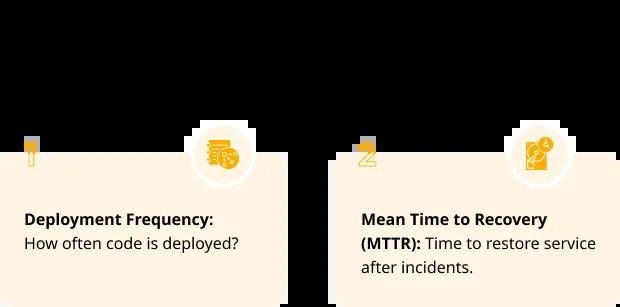 1
Deployment Frequency:
How often code is deployed?
2
Mean Time to Recovery
(MTTR): Time to restore service
after incidents.